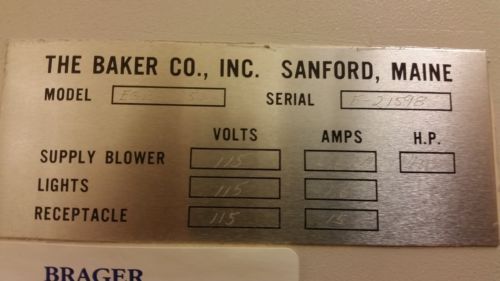 THE BAKER CO., INC. SANFORD, MAINE
MODEL SERIAL F-21598
VOLTS AMPS H.P.
SUPPLY BLOWER 115
LIGHTS 115
RECEPTACLE 115 15
BRAGER